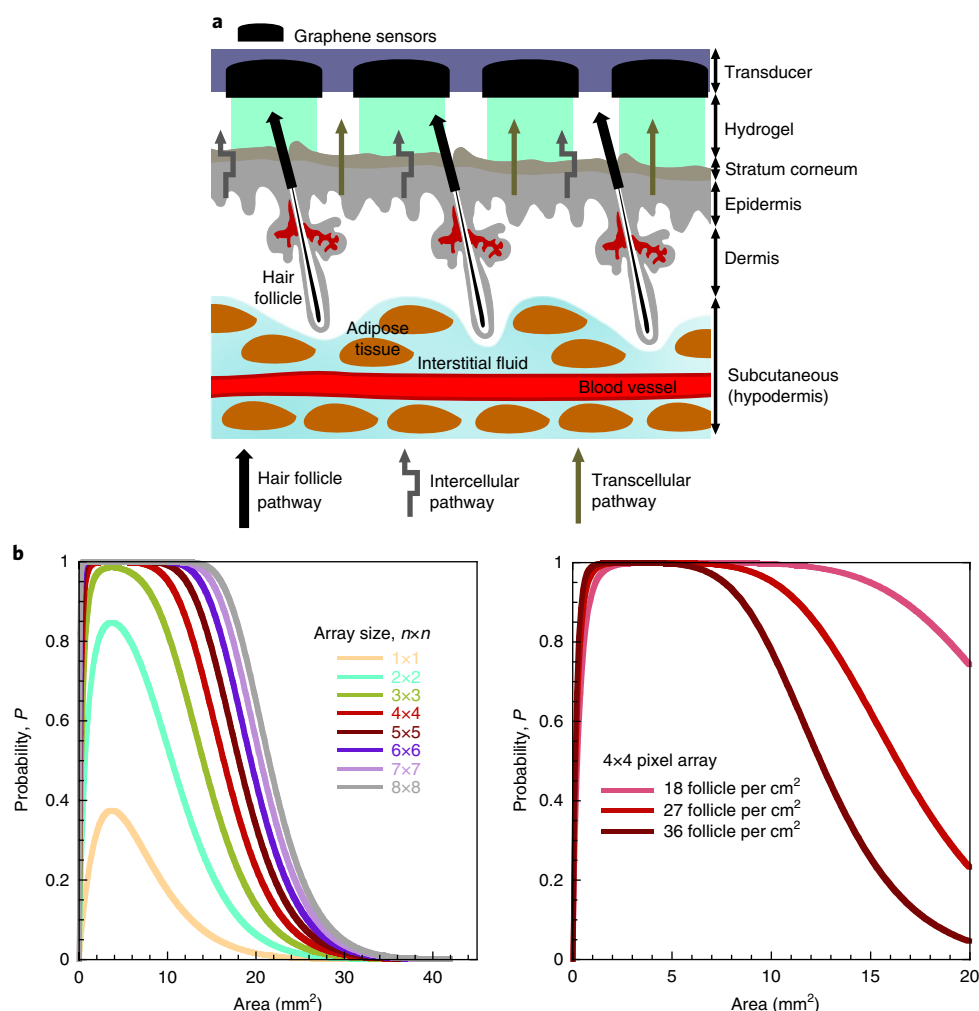 a
Graphene sensors
Transducer
Hydrogel
Stratum corneum
Epidermis
Dermis
Hair
follicle
Adipose
tissue
Interstitial fluid
Blood vessel
Subcutaneous
(hypodermis)
Hair follicle
pathway
Intercellular
pathway
Transcellular
pathway
b
1
0.8
0.6
0.4
0.2
0
Probability, P
Array size, n×n
1×1
2×2
3×3
4×4
5×5
6×6
7×7
8×8
0 10 20 30 40
Area (mm²)
1
0.8
0.6
0.4
0.2
0
Probability, P
4×4 pixel array
18 follicle per cm²
27 follicle per cm²
36 follicle per cm²
0 5 10 15 20
Area (mm²)